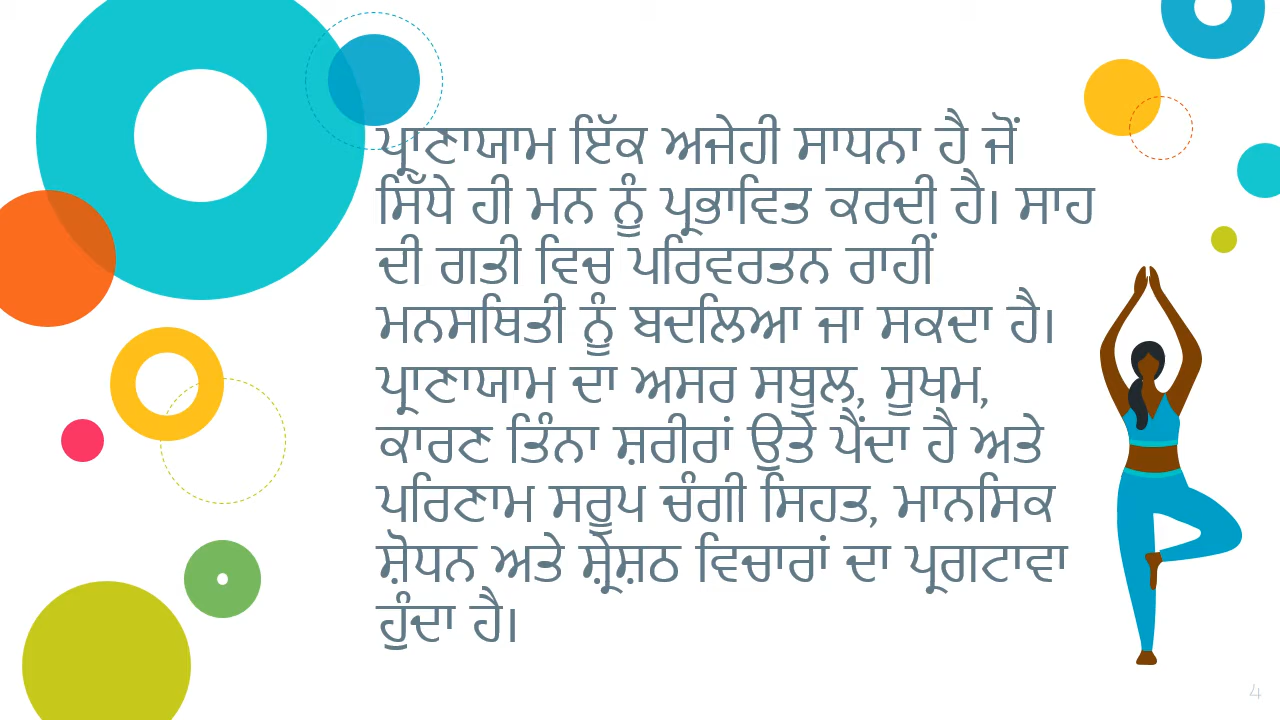 ਪ੍ਰਾਣਾਯਾਮ ਇੱਕ ਅਜੇਹੀ ਸਾਧਨਾ ਹੈ ਜੋਂ
ਸਿੱਧੇ ਹੀ ਮਨ ਨੂੰ ਪ੍ਰਭਾਵਿਤ ਕਰਦੀ ਹੈ। ਸਾਹ
ਦੀ ਗਤੀ ਵਿਚ ਪਰਿਵਰਤਨ ਰਾਹੀਂ
ਮਨਸਥਿਤੀ ਨੂੰ ਬਦਲਿਆ ਜਾ ਸਕਦਾ ਹੈ।
ਪ੍ਰਾਣਾਯਾਮ ਦਾ ਅਸਰ ਸਥੂਲ, ਸੂਖਮ,
ਕਾਰਣ ਤਿੰਨਾ ਸ਼ਰੀਰਾਂ ਉਤੇ ਪੈਂਦਾ ਹੈ ਅਤੇ
ਪਰਿਣਾਮ ਸਰੂਪ ਚੰਗੀ ਸਿਹਤ, ਮਾਨਸਿਕ
ਸ਼ੋਧਨ ਅਤੇ ਸ਼੍ਰੇਸ਼ਠ ਵਿਚਾਰਾਂ ਦਾ ਪ੍ਰਗਟਾਵਾ
ਹੁੰਦਾ ਹੈ।
4